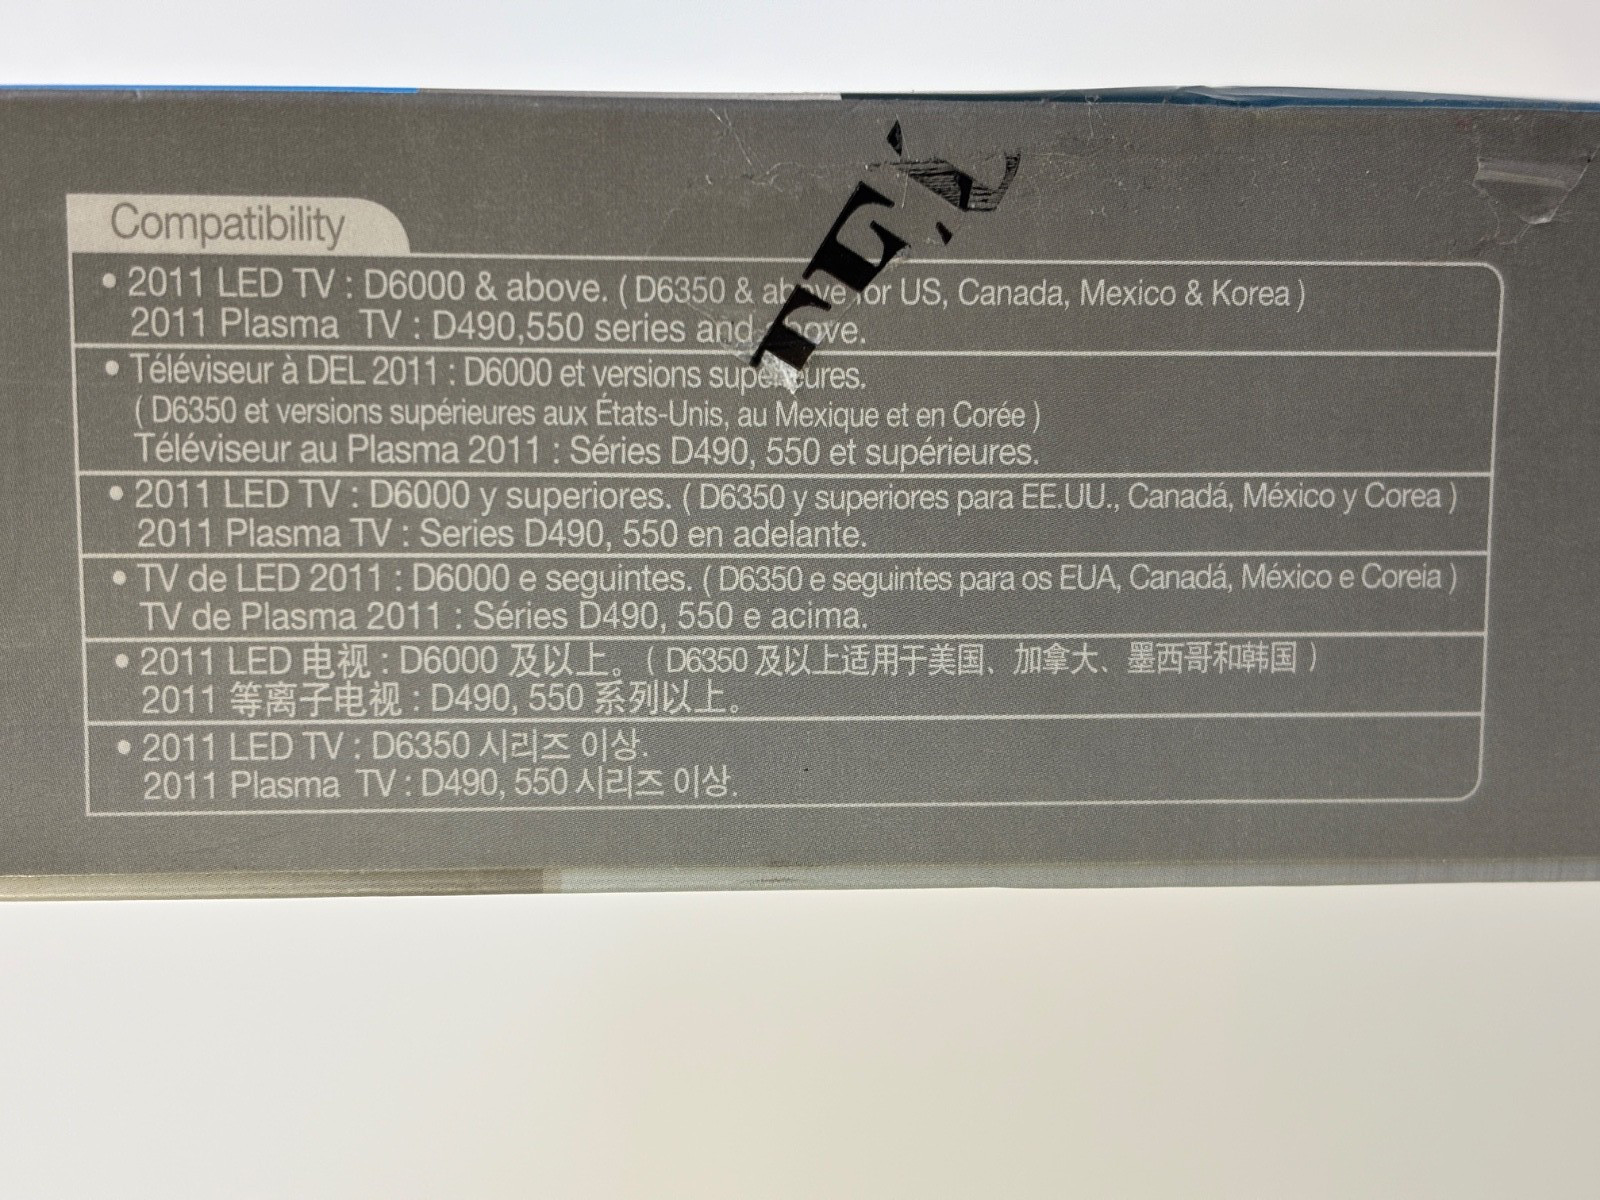 Compatibility
• 2011 LED TV : D6000 & above. ( D6350 & above for US, Canada, Mexico & Korea )
2011 Plasma TV : D490,550 series and above.
• Téléviseur à DEL 2011 : D6000 et versions supérieures.
( D6350 et versions supérieures aux États-Unis, au Mexique et en Corée )
Téléviseur au Plasma 2011 : Séries D490, 550 et supérieures.
• 2011 LED TV : D6000 y superiores. ( D6350 y superiores para EE.UU., Canadá, México y Corea )
2011 Plasma TV : Series D490, 550 en adelante.
• TV de LED 2011 : D6000 e seguintes. ( D6350 e seguintes para os EUA, Canadá, México e Coreia )
TV de Plasma 2011 : Séries D490, 550 e acima.
• 2011 LED 电视 : D6000 及以上。( D6350 及以上适用于美国、加拿大、墨西哥和韩国 )
2011 等离子电视 : D490, 550 系列以上。
• 2011 LED TV : D6350 시리즈 이상.
2011 Plasma TV : D490, 550 시리즈 이상.